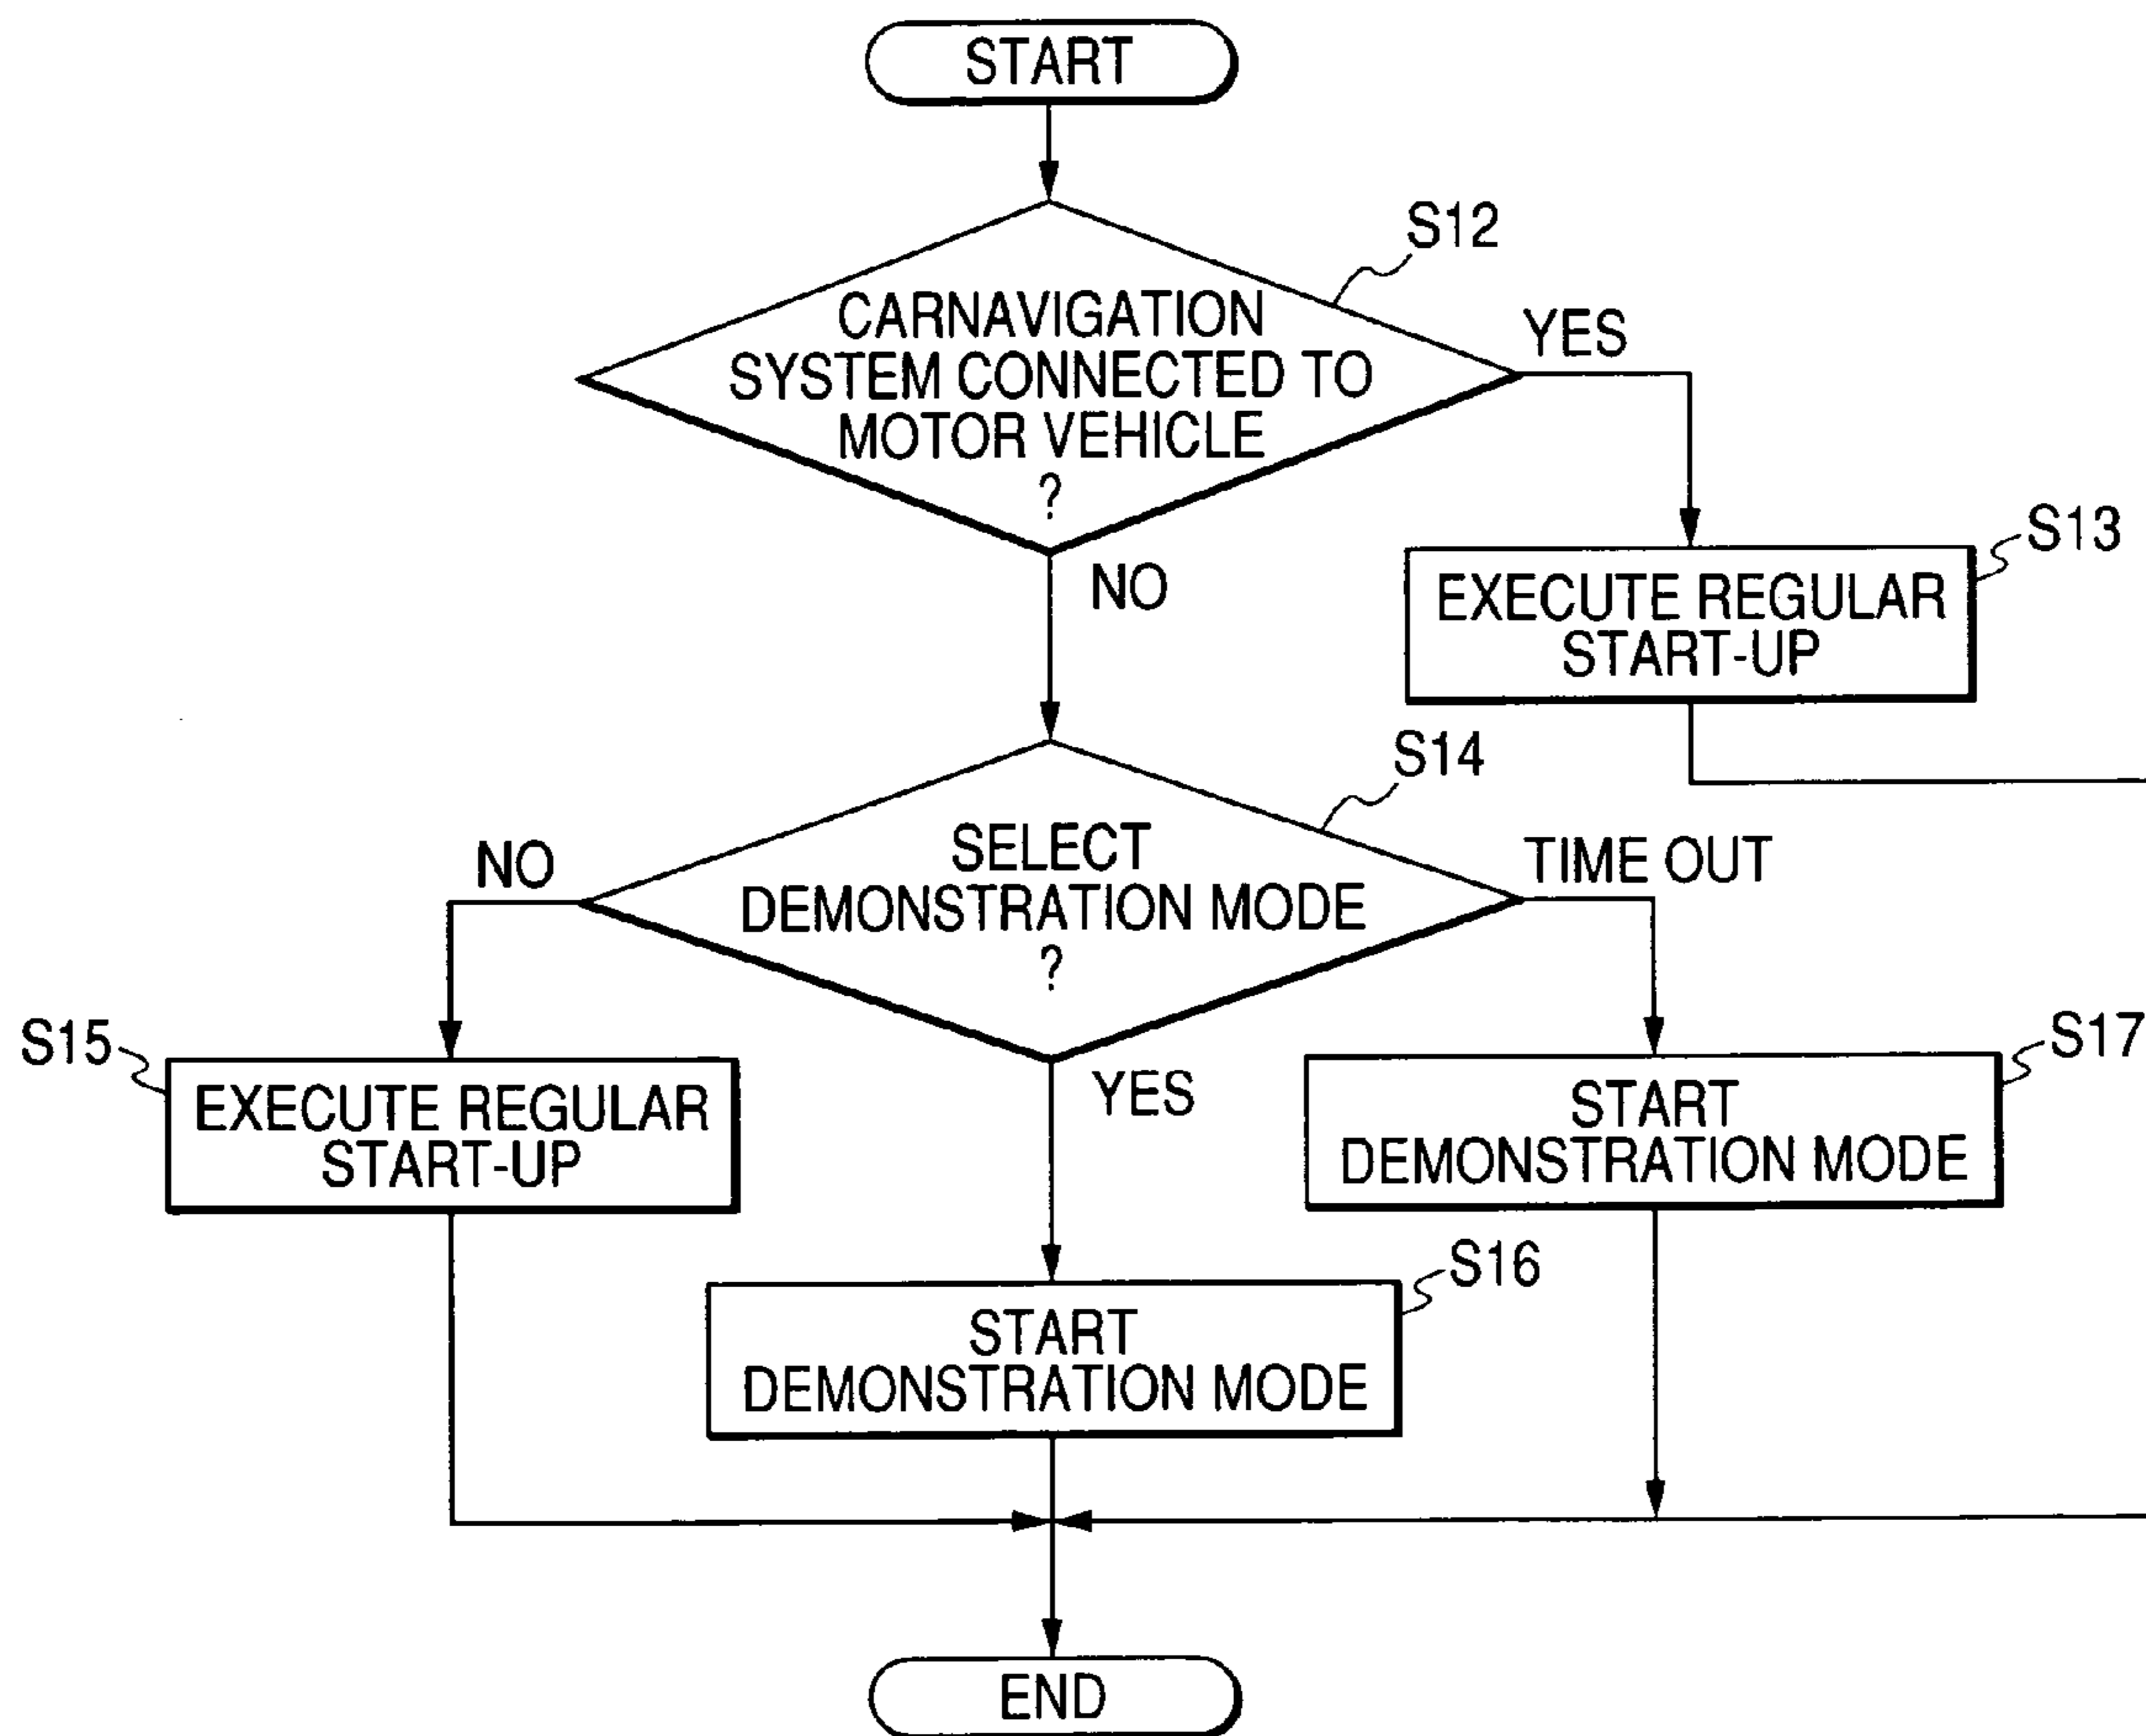 START
S12
CARNAVIGATION
SYSTEM CONNECTED TO
MOTOR VEHICLE
?
YES
NO
S13
EXECUTE REGULAR
START-UP
S14
SELECT
DEMONSTRATION MODE
?
NO
TIME OUT
YES
S15
EXECUTE REGULAR
START-UP
S17
START
DEMONSTRATION MODE
S16
START
DEMONSTRATION MODE
END